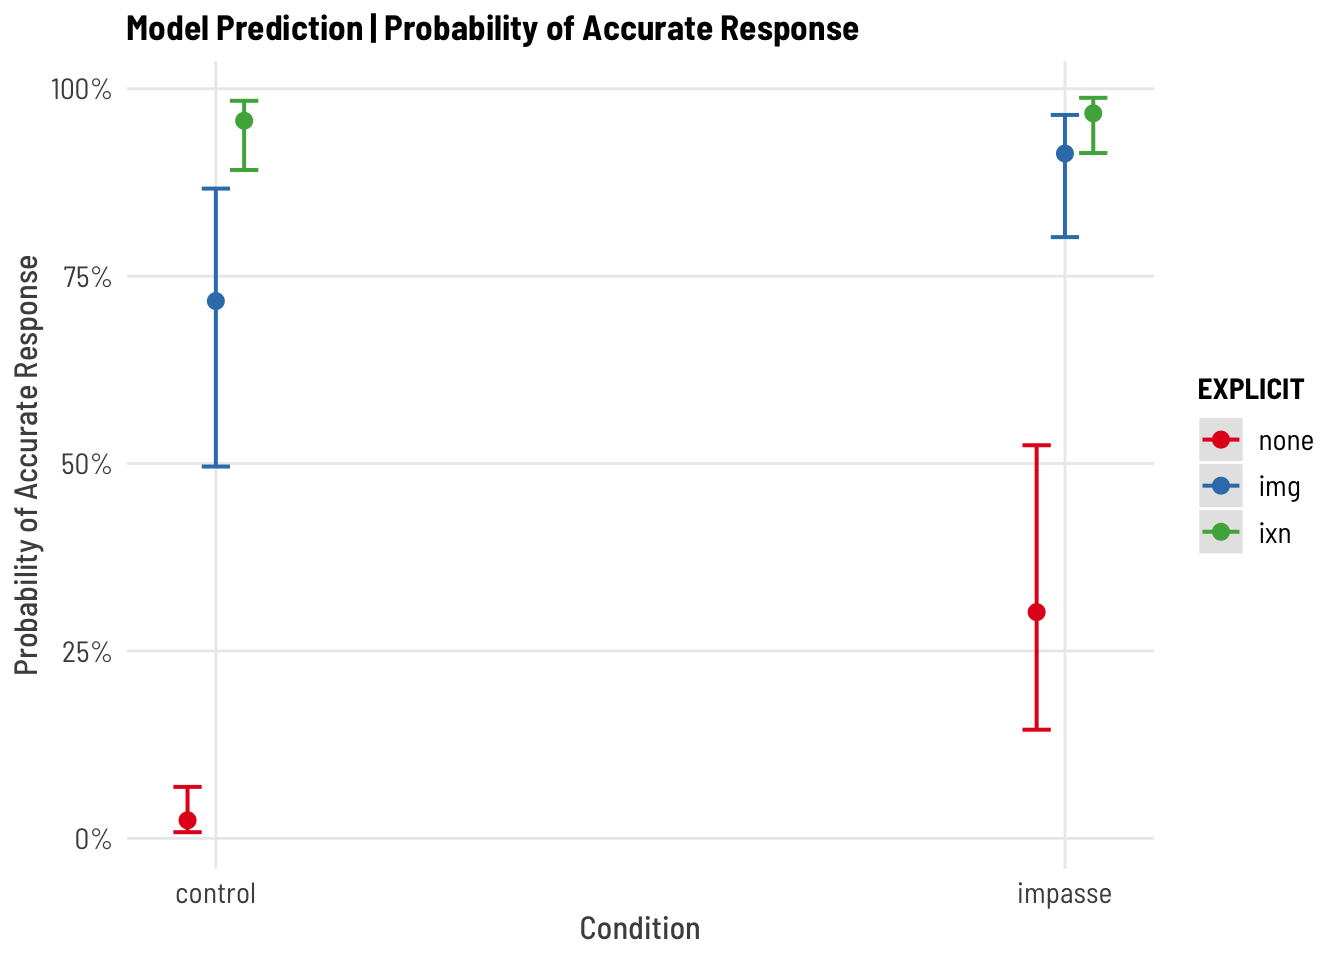 Model Prediction | Probability of Accurate Response
100%
75%
50%
25%
0%
Probability of Accurate Response
control
impasse
Condition
EXPLICIT
none
img
ixn